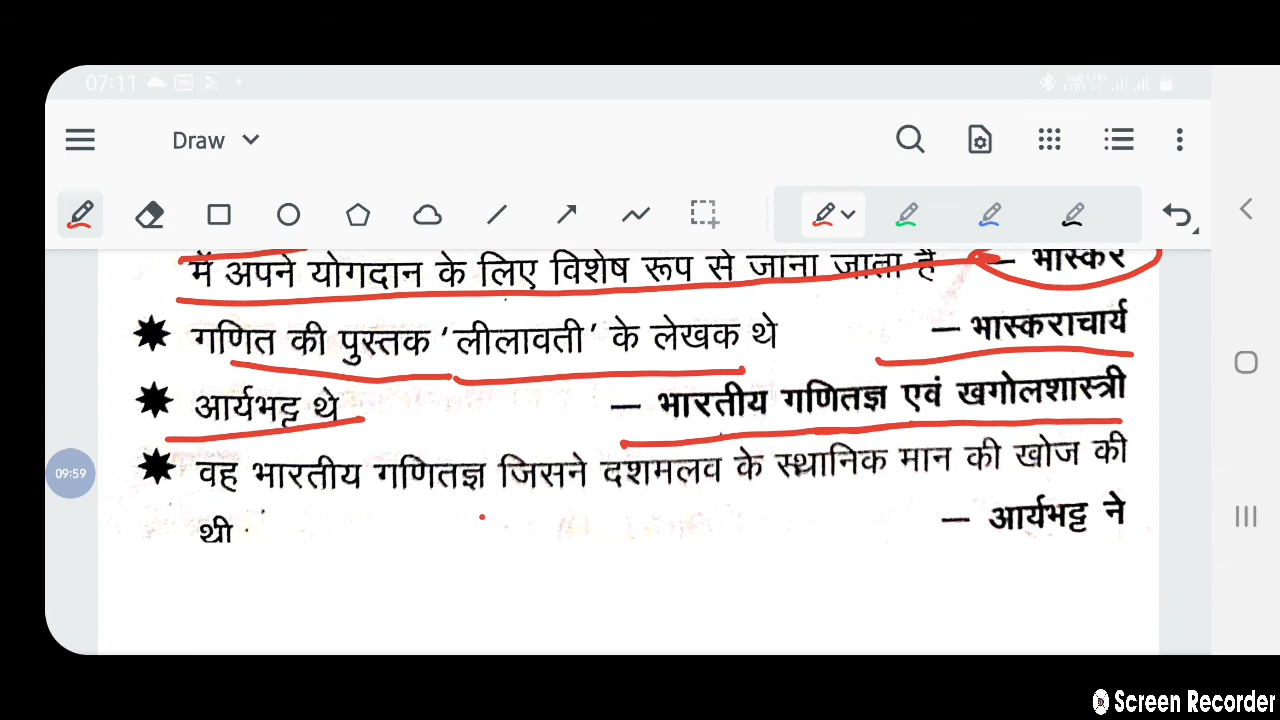 07:11
Draw
में अपने योगदान के लिए विशेष रूप से जाना जाता है — भास्कर
गणित की पुस्तक 'लीलावती' के लेखक थे — भास्कराचार्य
आर्यभट्ट थे — भारतीय गणितज्ञ एवं खगोलशास्त्री
09:59
वह भारतीय गणितज्ञ जिसने दशमलव के स्थानिक मान की खोज की
थी — आर्यभट्ट ने
Screen Recorder